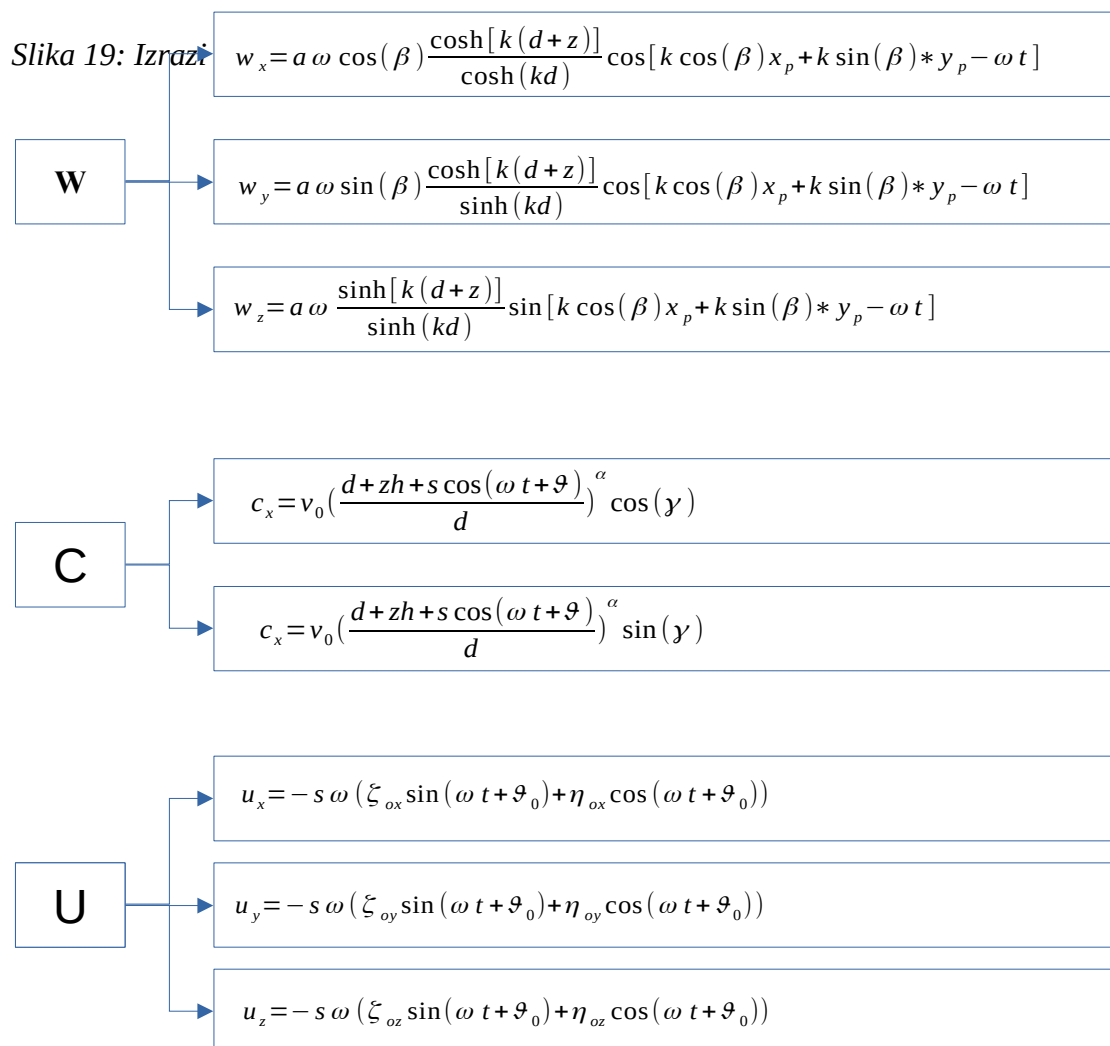 Slika 19: Izrazi
w_x = a ω cos(β) cosh[k(d+z)] / cosh(kd) cos[k cos(β) x_p + k sin(β) * y_p − ω t]
W
w_y = a ω sin(β) cosh[k(d+z)] / sinh(kd) cos[k cos(β) x_p + k sin(β) * y_p − ω t]
w_z = a ω sinh[k(d+z)] / sinh(kd) sin[k cos(β) x_p + k sin(β) * y_p − ω t]
C
c_x = v_0 ((d + zh + s cos(ω t + ϑ)) / d)^α cos(γ)
c_x = v_0 ((d + zh + s cos(ω t + ϑ)) / d)^α sin(γ)
U
u_x = − s ω (ζ_ox sin(ω t + ϑ_0) + η_ox cos(ω t + ϑ_0))
u_y = − s ω (ζ_oy sin(ω t + ϑ_0) + η_oy cos(ω t + ϑ_0))
u_z = − s ω (ζ_oz sin(ω t + ϑ_0) + η_oz cos(ω t + ϑ_0))